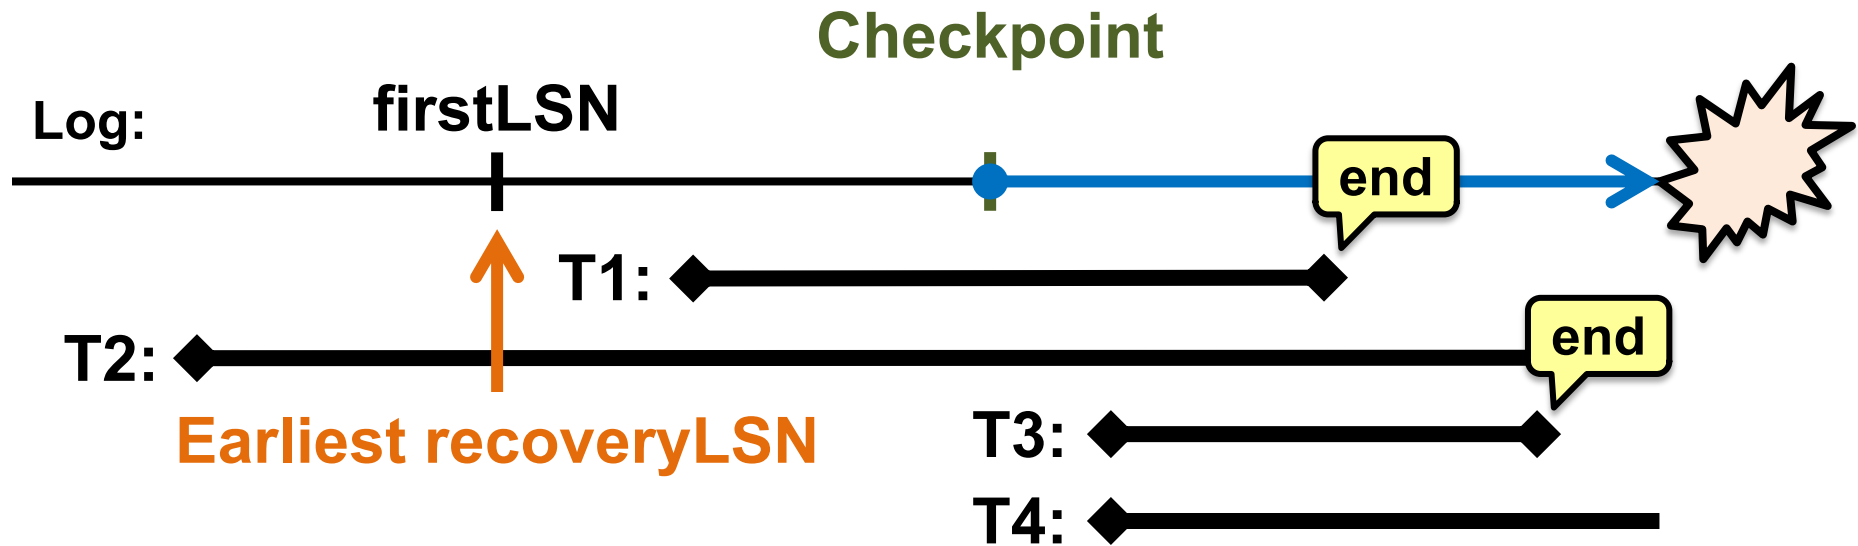 Checkpoint
Log:
firstLSN
end
T1:
T2:
end
Earliest recoveryLSN
T3:
T4: